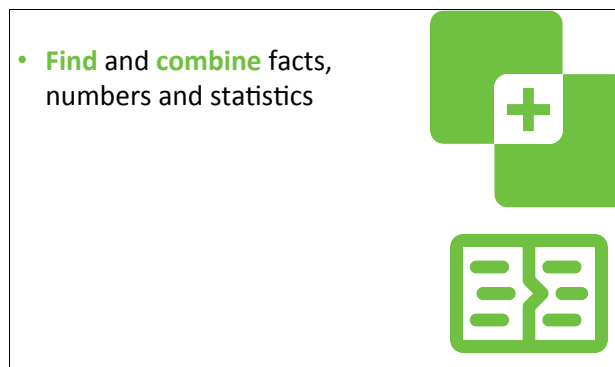 • Find and combine facts,
numbers and statistics